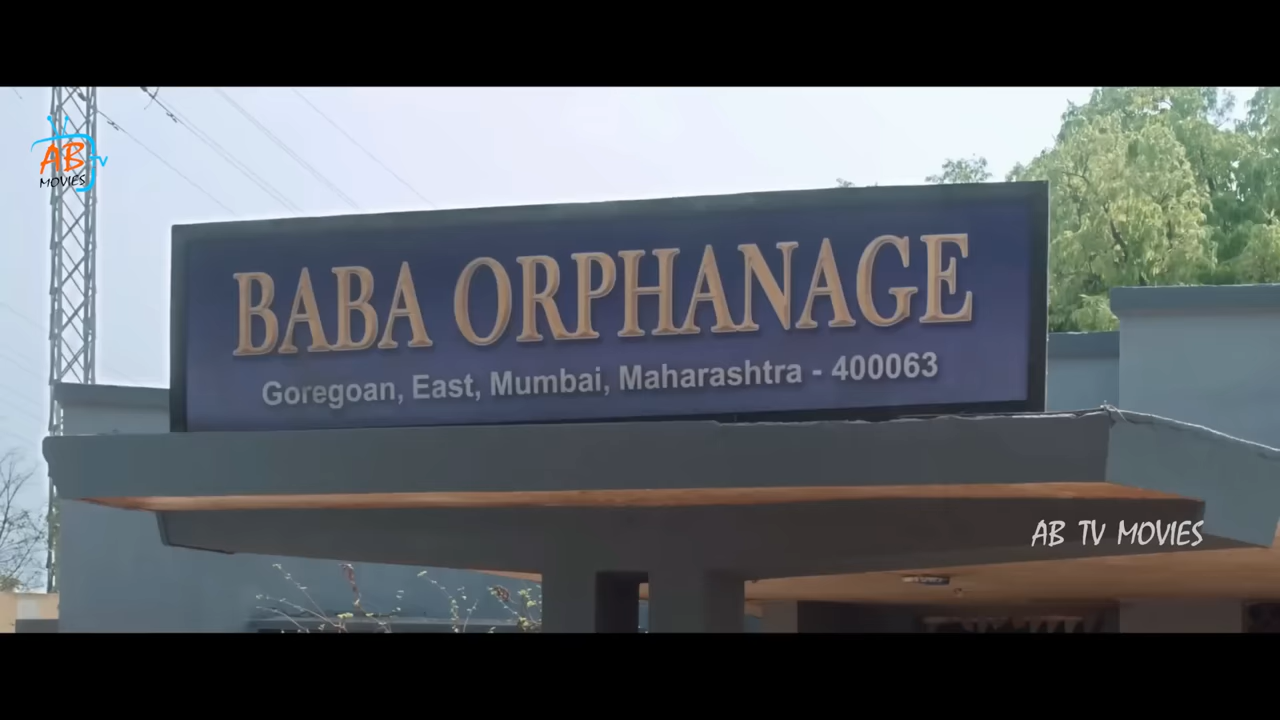 AB TV
MOVIES
BABA ORPHANAGE
Goregoan, East, Mumbai, Maharashtra - 400063
AB TV MOVIES